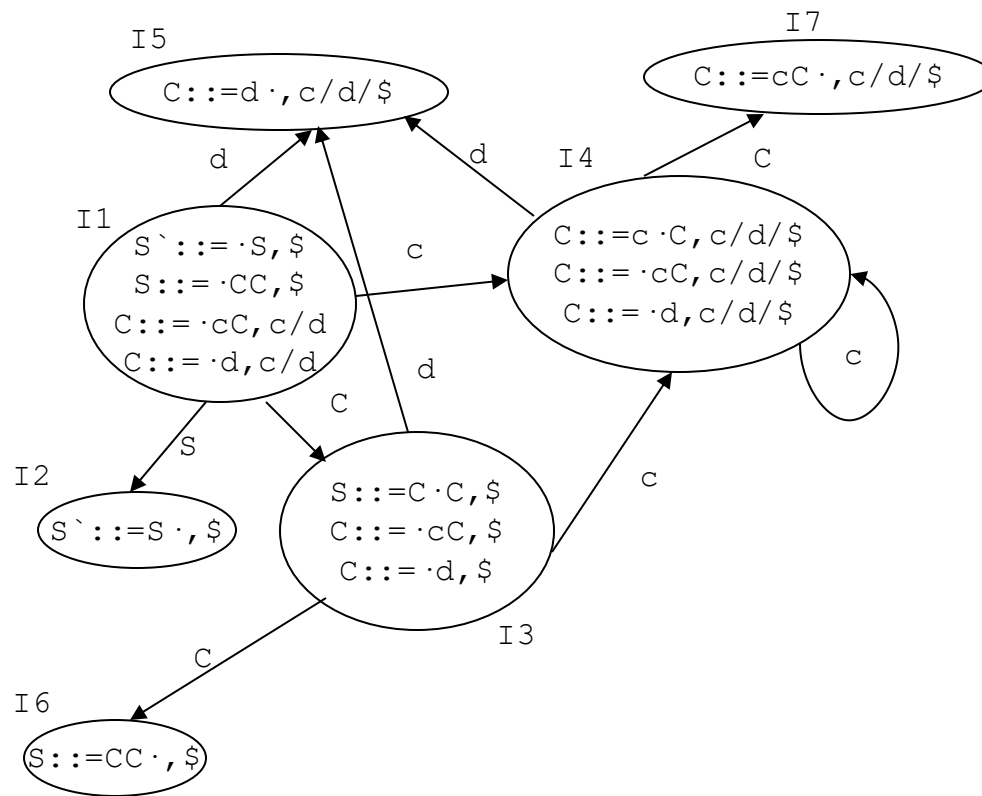 I5
C::=d·,c/d/$
I7
C::=cC·,c/d/$
d
d
I4
C
I1
S`::=·S,$
S::=·CC,$
C::=·cC,c/d
C::=·d,c/d
c
C::=c·C,c/d/$
C::=·cC,c/d/$
C::=·d,c/d/$
c
d
C
S
I2
S`::=S·,$
S::=C·C,$
C::=·cC,$
C::=·d,$
c
I3
C
I6
S::=CC·,$